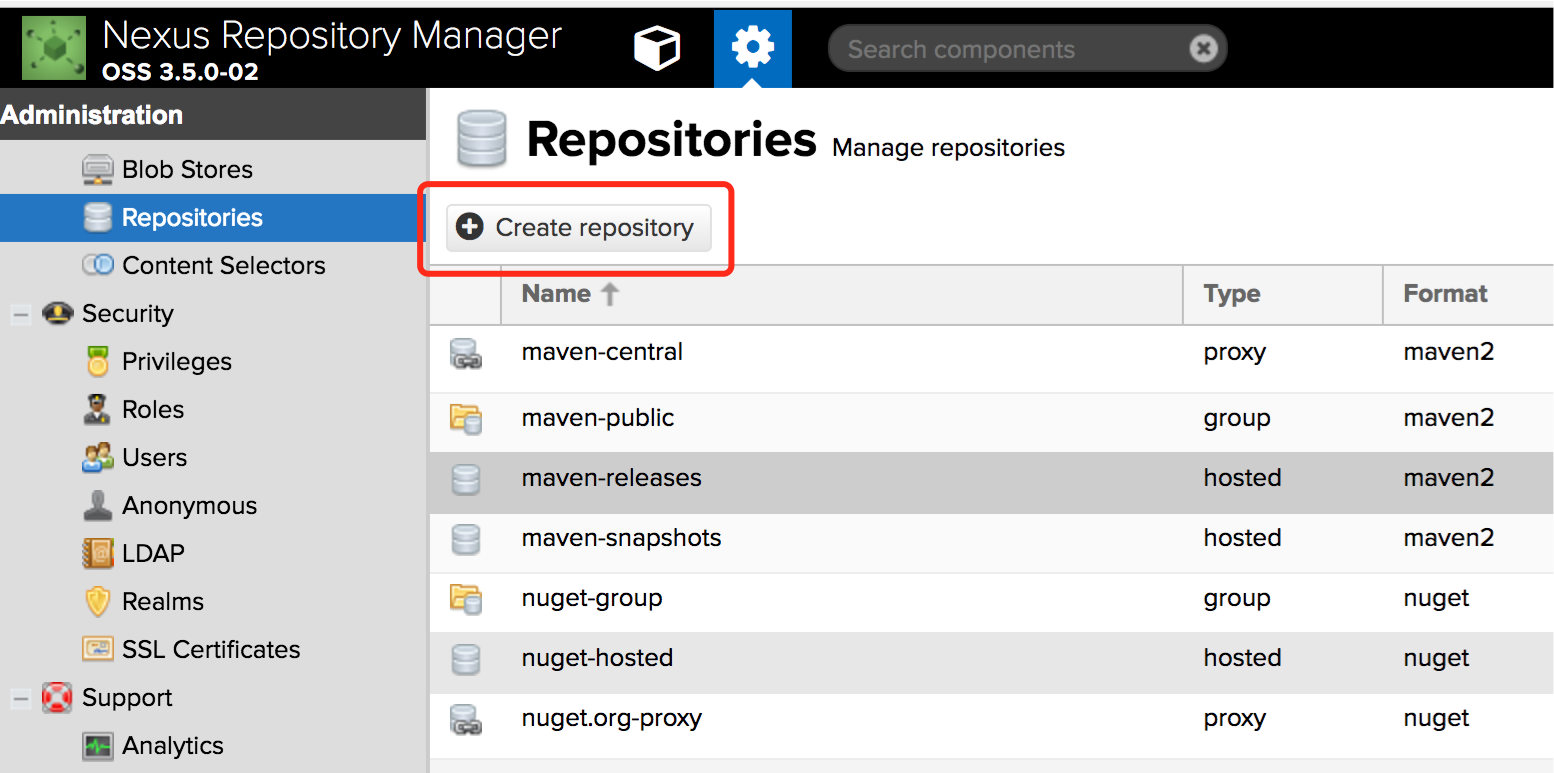 Nexus Repository Manager
OSS 3.5.0-02
Search components
Administration
Blob Stores
Repositories
Content Selectors
Security
Privileges
Roles
Users
Anonymous
LDAP
Realms
SSL Certificates
Support
Analytics
Repositories Manage repositories
Create repository
Name Type Format
maven-central proxy maven2
maven-public group maven2
maven-releases hosted maven2
maven-snapshots hosted maven2
nuget-group group nuget
nuget-hosted hosted nuget
nuget.org-proxy proxy nuget